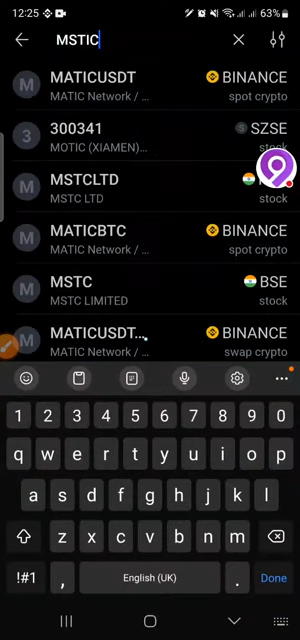 12:25 63%
MSTIC
M MATICUSDT BINANCE
MATIC Network / ... spot crypto
3 300341 S SZSE
MOTIC (XIAMEN)... stock
MSTCLTD
M MSTC LTD stock
M MATICBTC BINANCE
MATIC Network / ... spot crypto
M MSTC BSE
MSTC LIMITED stock
M MATICUSDT... BINANCE
MATIC Network / ... swap crypto
1 2 3 4 5 6 7 8 9 0
q w e r t y u i o p
a s d f g h j k l
z x c v b n m
!#1 , English (UK) . Done